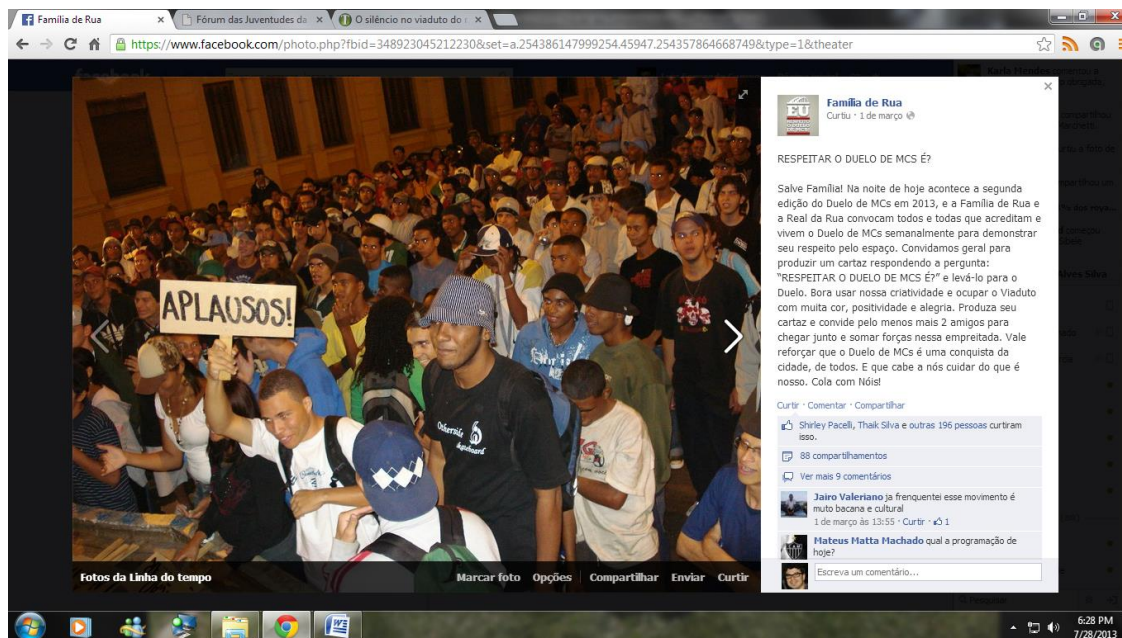 Família de Rua
Fórum das Juventudes da
O silêncio no viaduto do
https://www.facebook.com/photo.php?fbid=348923045212230&set=a.254386147999254.45947.254357864668749&type=1&theater
facebook
Karla Mendes
APLAUSOS!
Família de Rua
Curtiu · 1 de março
RESPEITAR O DUELO DE MCS É?
Salve Família! Na noite de hoje acontece a segunda
edição do Duelo de MCs em 2013, e a Família de Rua e
a Real da Rua convocam todos e todas que acreditam e
vivem o Duelo de MCs semanalmente para demonstrar
seu respeito pelo espaço. Convidamos geral para
produzir um cartaz respondendo a pergunta:
“RESPEITAR O DUELO DE MCS É?” e levá-lo para o
Duelo. Bora usar nossa criatividade e ocupar o Viaduto
com muita cor, positividade e alegria. Produza seu
cartaz e convide pelo menos mais 2 amigos para
chegar junto e somar forças nessa empreitada. Vale
reforçar que o Duelo de MCs é uma conquista da
cidade, de todos. E que cabe a nós cuidar do que é
nosso. Cola com Nóis!
Curtir · Comentar · Compartilhar
Shirley Pacelli, Thaik Silva e outras 196 pessoas curtiram
isso.
88 compartilhamentos
Ver mais 9 comentários
Jairo Valeriano ja frenquentei esse movimento é
muto bacana e cultural
1 de março às 13:55 · Curtir · 1
Mateus Matta Machado qual a programação de
hoje?
Escreva um comentário...
Alves Silva
Fotos da Linha do tempo
Marcar foto Opções Compartilhar Enviar Curtir
6:28 PM
7/28/2013